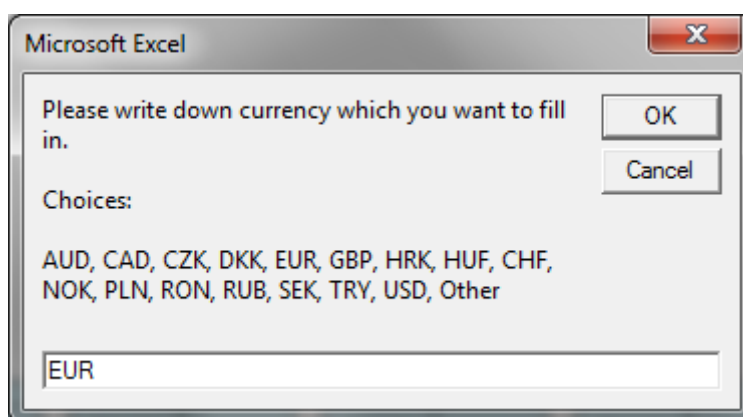 Microsoft Excel
Please write down currency which you want to fill
in.
OK
Cancel
Choices:
AUD, CAD, CZK, DKK, EUR, GBP, HRK, HUF, CHF,
NOK, PLN, RON, RUB, SEK, TRY, USD, Other
EUR